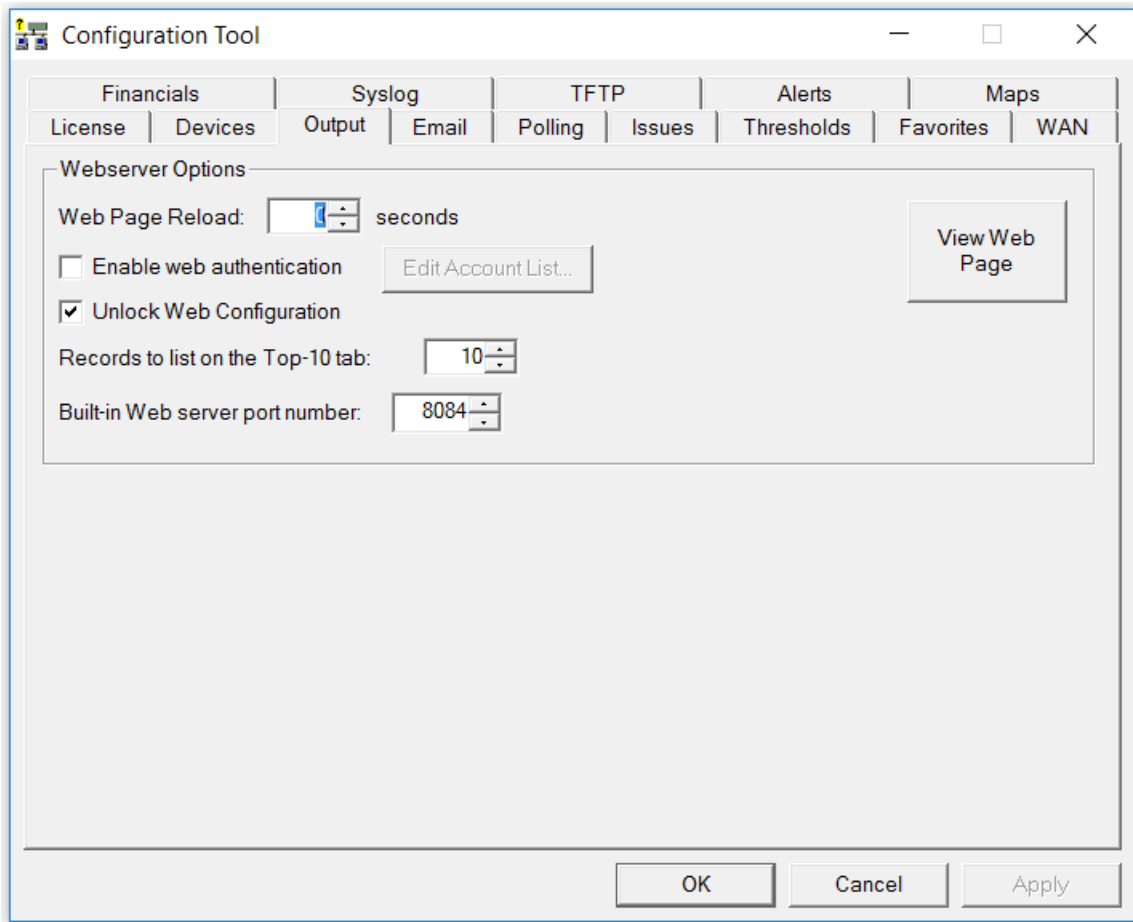 Configuration Tool
Financials Syslog TFTP Alerts Maps
License Devices Output Email Polling Issues Thresholds Favorites WAN
Webserver Options
Web Page Reload: 0 seconds
View Web
Page
Enable web authentication Edit Account List...
Unlock Web Configuration
Records to list on the Top-10 tab: 10
Built-in Web server port number: 8084
OK Cancel Apply